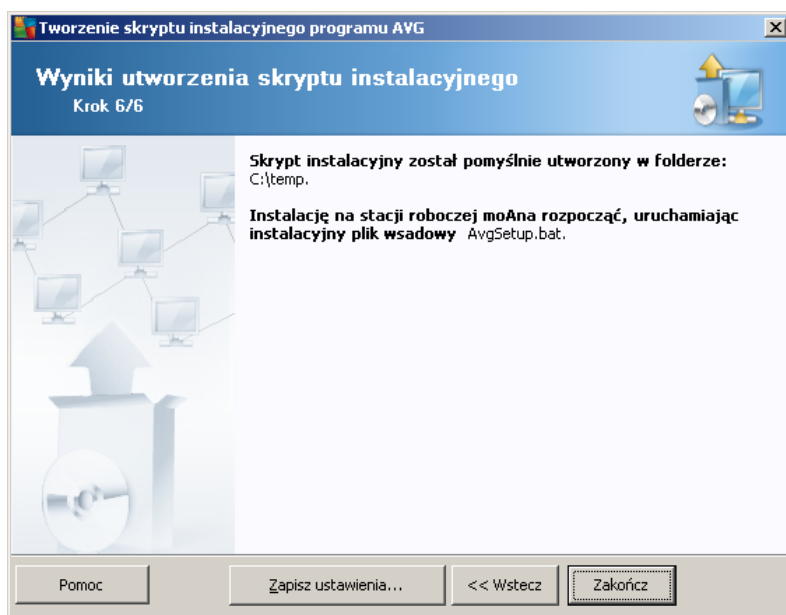 Tworzenie skryptu instalacyjnego programu AVG
Wyniki utworzenia skryptu instalacyjnego
Krok 6/6
Skrypt instalacyjny został pomyślnie utworzony w folderze:
C:\temp.
Instalację na stacji roboczej moAna rozpocząć, uruchamiając
instalacyjny plik wsadowy AvgSetup.bat.
Pomoc
Zapisz ustawienia...
<< Wstecz
Zakończ